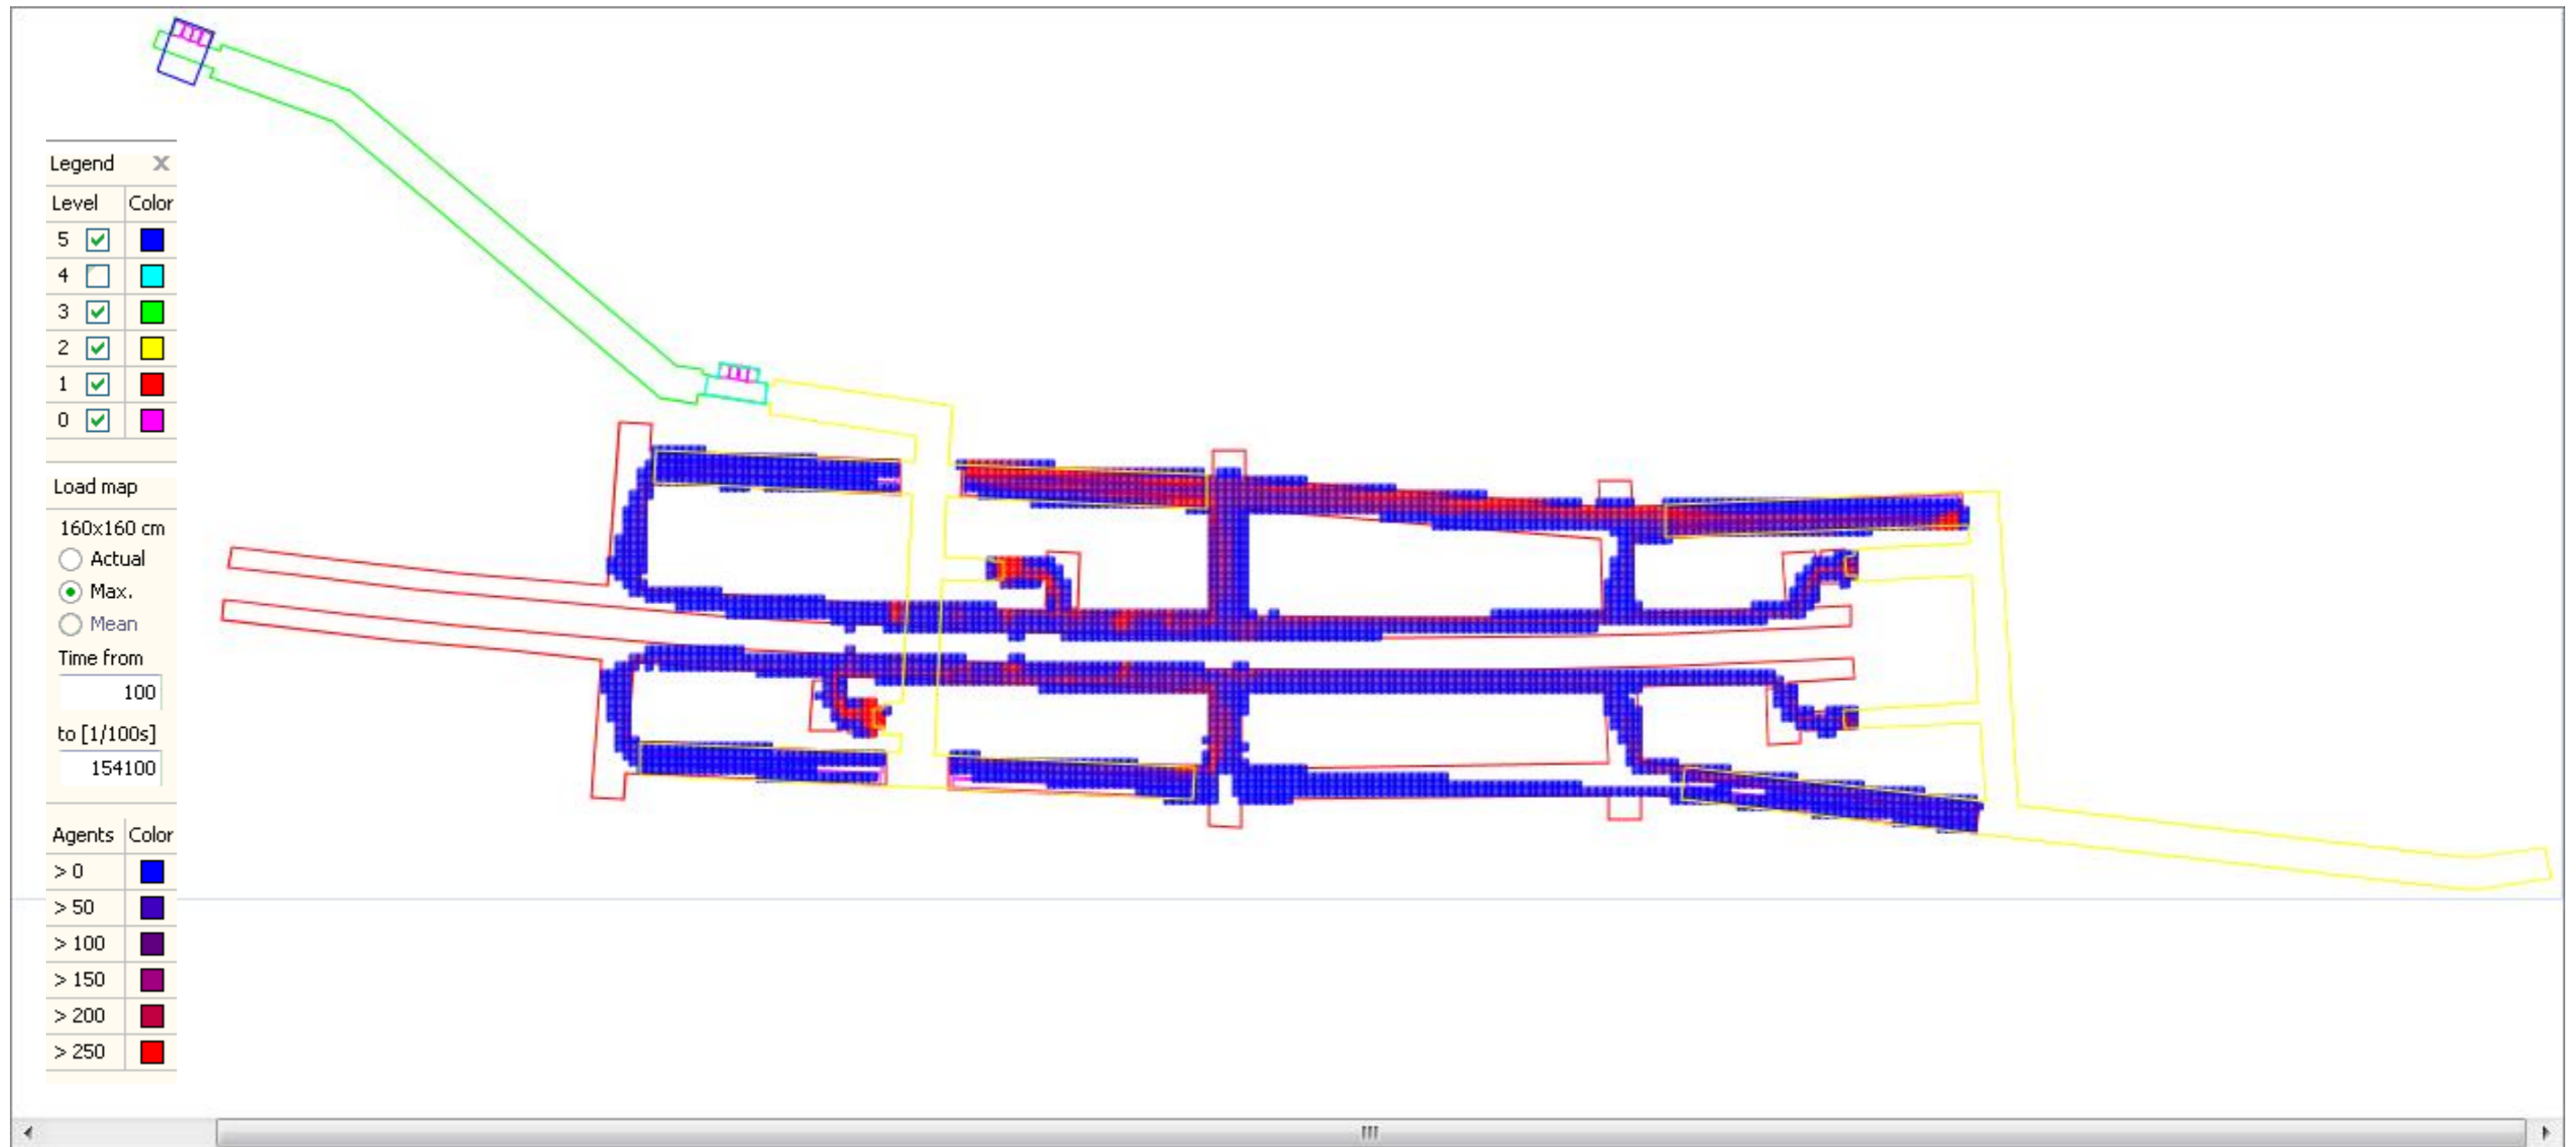 Legend X
Level Color
5
4
3
2
1
0
Load map
160x160 cm
Actual
Max.
Mean
Time from
100
to [1/100s]
154100
Agents Color
> 0
> 50
> 100
> 150
> 200
> 250